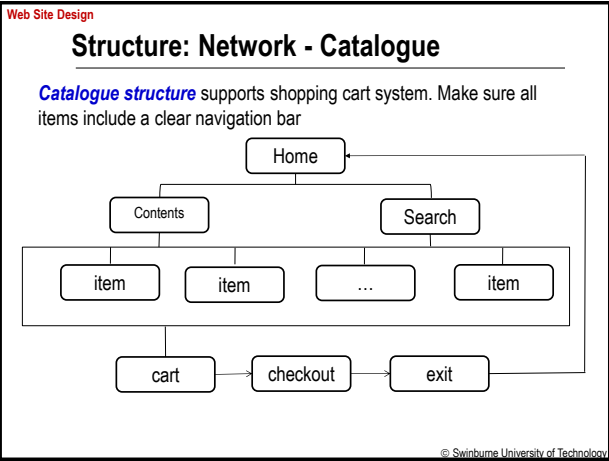 Web Site Design
Structure: Network - Catalogue
Catalogue structure supports shopping cart system. Make sure all
items include a clear navigation bar
Home
Contents
Search
item
item
…
item
cart
checkout
exit
© Swinburne University of Technology